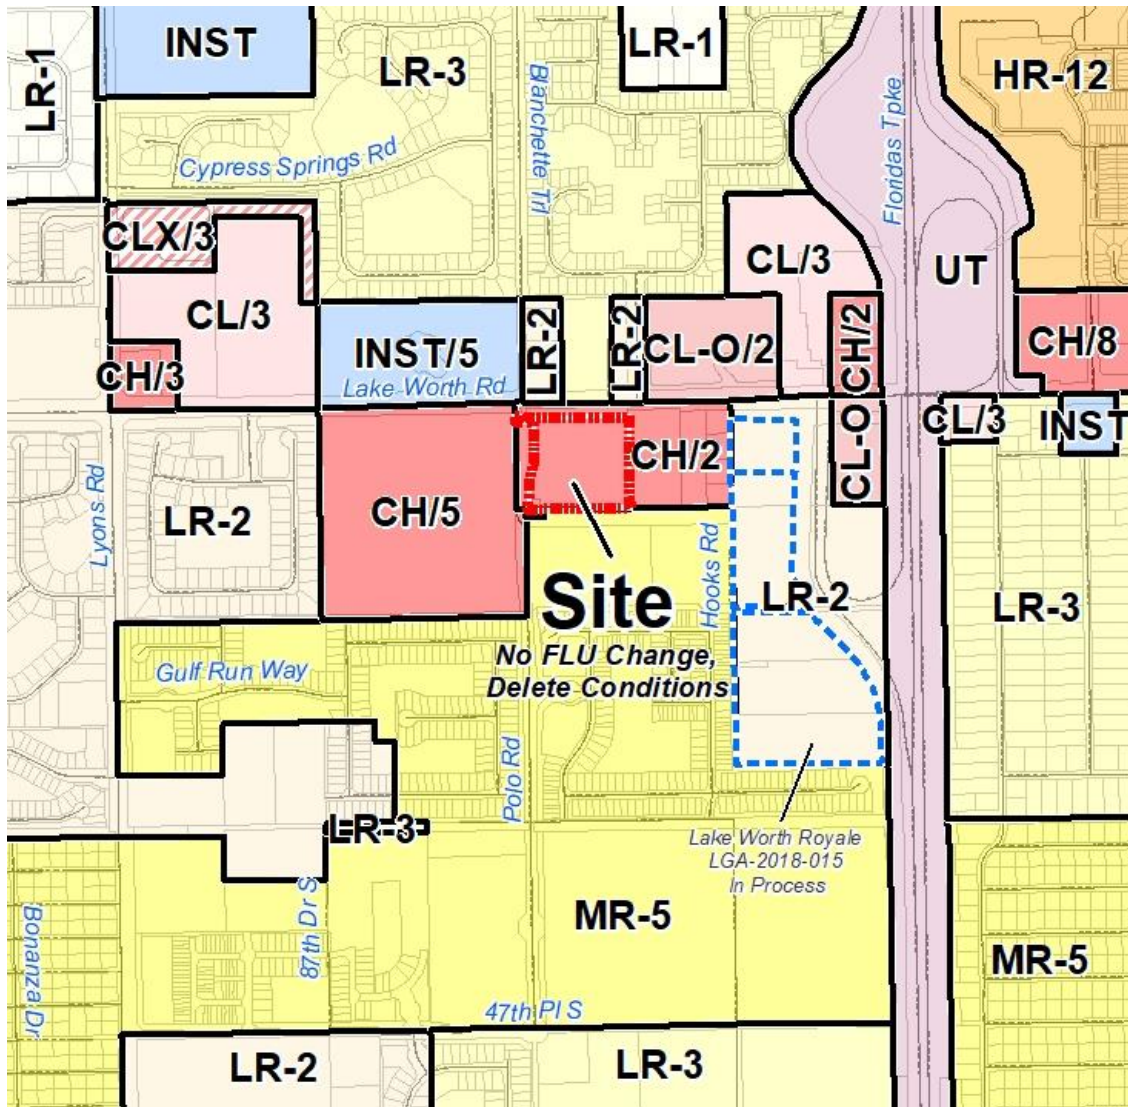 INST
LR-3
LR-1
LR-1
Blanchette Trl
Floridas Tpke
HR-12
Cypress Springs Rd
CLX/3
CL/3
CL/3
UT
CH/3
INST/5
Lake Worth Rd
LR-2
LR-2
CL-O/2
CH/2
CH/8
Lyons Rd
LR-2
CH/5
CH/2
CL-O
CL/3
INST
Site
No FLU Change,
Delete Conditions
Hooks Rd
LR-2
LR-3
Gulf Run Way
Polo Rd
LR-3
Lake Worth Royale
LGA-2018-015
In Process
Bonanza Dr
87th Dr S
MR-5
MR-5
47th Pl S
LR-2
LR-3